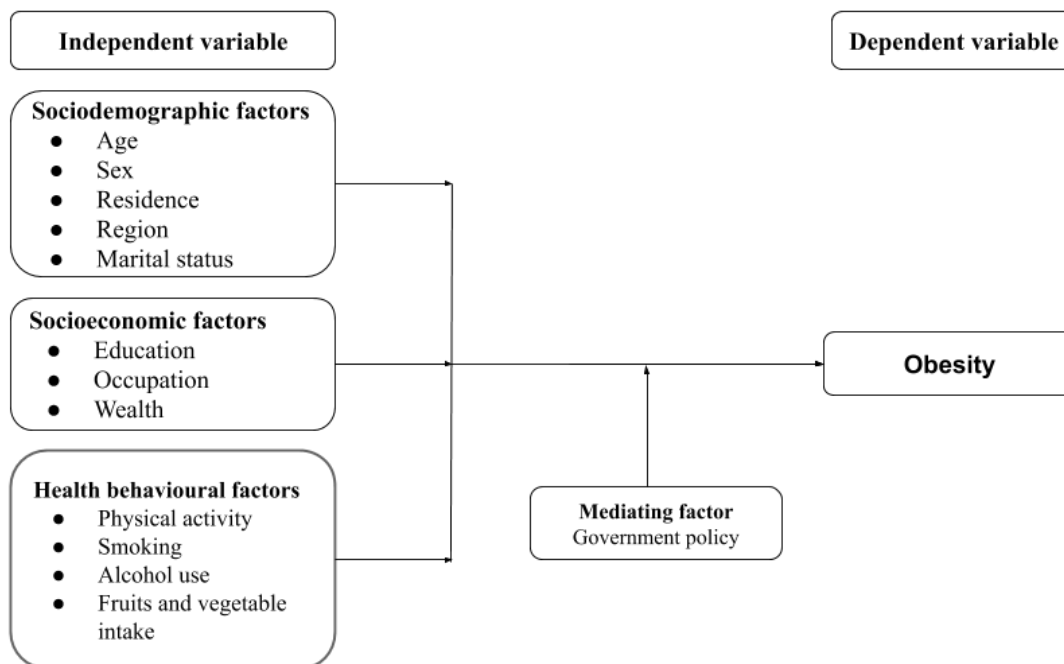 Independent variable
Dependent variable
Sociodemographic factors
● Age
● Sex
● Residence
● Region
● Marital status
Socioeconomic factors
● Education
● Occupation
● Wealth
Obesity
Health behavioural factors
● Physical activity
● Smoking
● Alcohol use
● Fruits and vegetable
intake
Mediating factor
Government policy